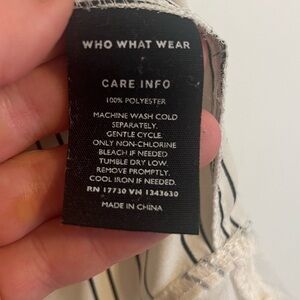 WHO WHAT WEAR
CARE INFO
100% POLYESTER
MACHINE WASH COLD
SEPARATELY.
GENTLE CYCLE.
ONLY NON-CHLORINE
BLEACH IF NEEDED
TUMBLE DRY LOW.
REMOVE PROMPTLY.
COOL IRON IF NEEDED.
RN 17730 VN 1343630
MADE IN CHINA